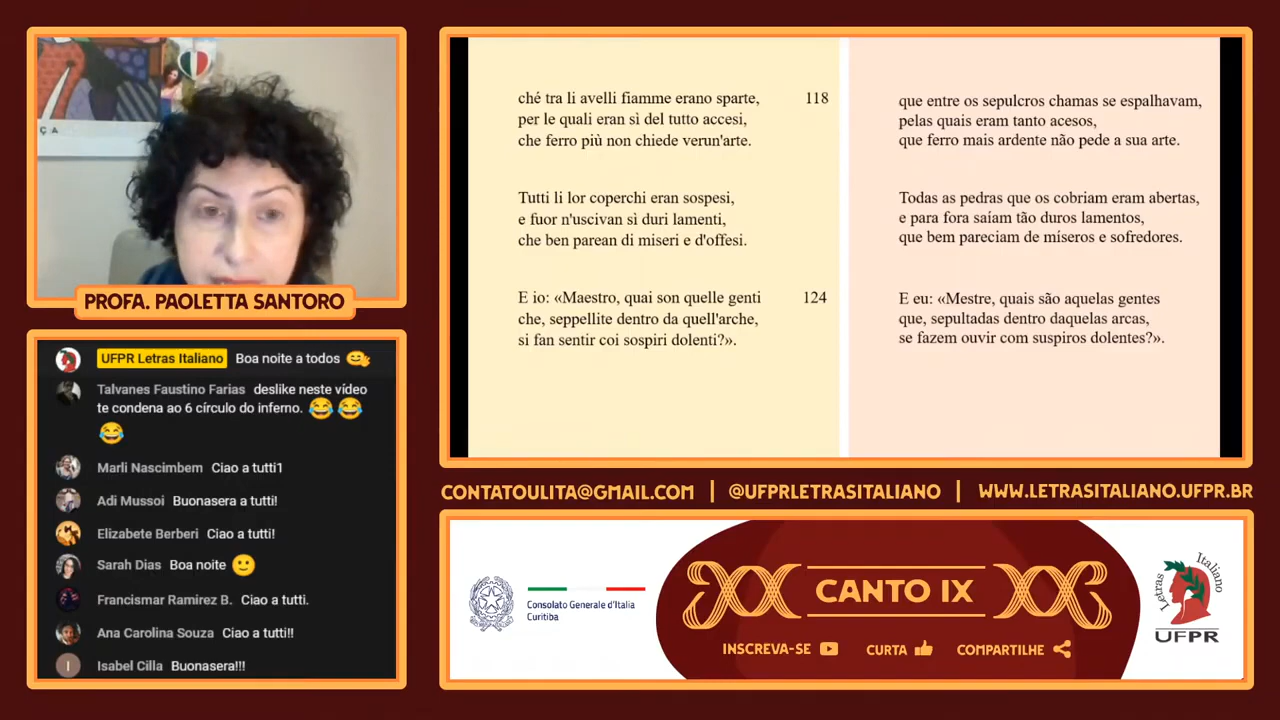 Ç A
PROFA. PAOLETTA SANTORO
UFPR Letras Italiano Boa noite a todos
Talvanes Faustino Farias deslike neste vídeo
te condena ao 6 círculo do inferno. 😂 😂
😂
Marli Nascimbem Ciao a tutti1
Adi Mussoi Buonasera a tutti!
Elizabete Berberi Ciao a tutti!
Sarah Dias Boa noite 🙂
Francismar Ramirez B. Ciao a tutti.
Ana Carolina Souza Ciao a tutti!!
I Isabel Cilla Buonasera!!!
ché tra li avelli fiamme erano sparte, 118
per le quali eran sì del tutto accesi,
che ferro più non chiede verun'arte.
Tutti li lor coperchi eran sospesi,
e fuor n'uscivan sì duri lamenti,
che ben parean di miseri e d'offesi.
E io: «Maestro, quai son quelle genti 124
che, seppellite dentro da quell'arche,
si fan sentir coi sospiri dolenti?».
que entre os sepulcros chamas se espalhavam,
pelas quais eram tanto acesos,
que ferro mais ardente não pede a sua arte.
Todas as pedras que os cobriam eram abertas,
e para fora saíam tão duros lamentos,
que bem pareciam de míseros e sofredores.
E eu: «Mestre, quais são aquelas gentes
que, sepultadas dentro daquelas arcas,
se fazem ouvir com suspiros dolentes?».
CONTATOULITA@GMAIL.COM | @UFPRLETRASITALIANO | WWW.LETRASITALIANO.UFPR.BR
Consolato Generale d'Italia
Curitiba
CANTO IX
INSCREVA-SE CURTA COMPARTILHE
Letras Italiano
UFPR